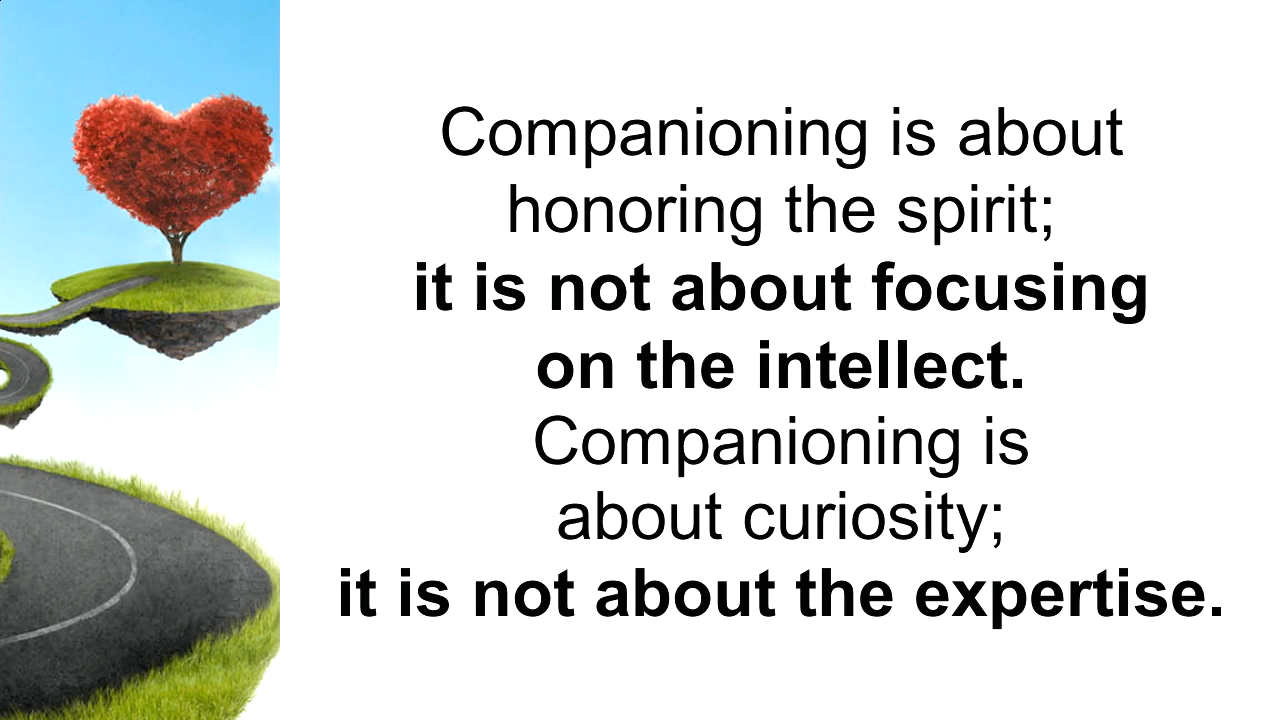 Companioning is about
honoring the spirit;
it is not about focusing
on the intellect.
Companioning is
about curiosity;
it is not about the expertise.